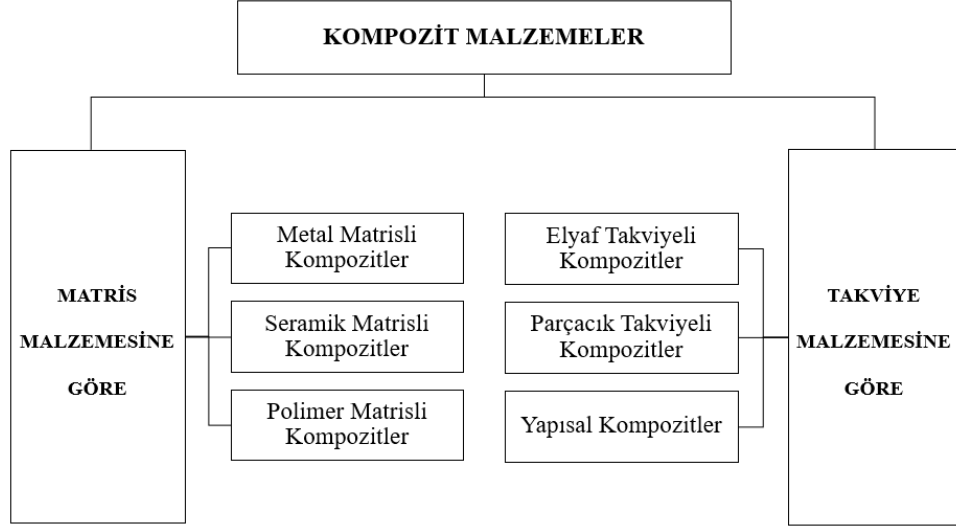 KOMPOZİT MALZEMELER
MATRİS
MALZEMESİNE
GÖRE
Metal Matrisli
Kompozitler
Seramik Matrisli
Kompozitler
Polimer Matrisli
Kompozitler
Elyaf Takviyeli
Kompozitler
Parçacık Takviyeli
Kompozitler
Yapısal Kompozitler
TAKVİYE
MALZEMESİNE
GÖRE